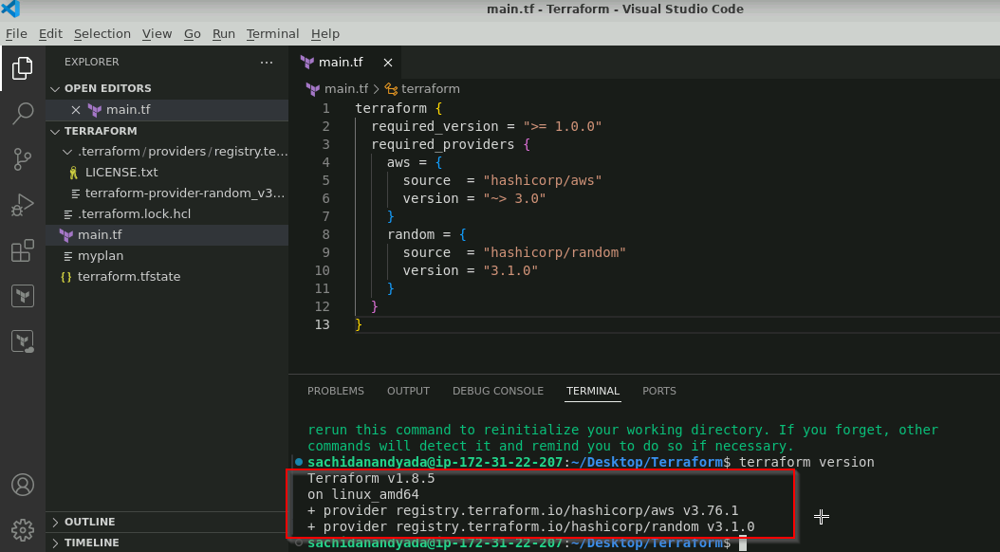 main.tf - Terraform - Visual Studio Code
File Edit Selection View Go Run Terminal Help
EXPLORER
OPEN EDITORS
main.tf
TERRAFORM
.terraform/providers/registry.te...
LICENSE.txt
terraform-provider-random_v3...
.terraform.lock.hcl
main.tf
myplan
{} terraform.tfstate
OUTLINE
TIMELINE
main.tf
main.tf > terraform
1 terraform {
2 required_version = ">= 1.0.0"
3 required_providers {
4 aws = {
5 source  = "hashicorp/aws"
6 version = "~> 3.0"
7 }
8 random = {
9 source  = "hashicorp/random"
10 version = "3.1.0"
11 }
12 }
13 }
PROBLEMS OUTPUT DEBUG CONSOLE TERMINAL PORTS
rerun this command to reinitialize your working directory. If you forget, other
commands will detect it and remind you to do so if necessary.
sachidanandyada@ip-172-31-22-207:~/Desktop/Terraform$ terraform version
Terraform v1.8.5
on linux_amd64
+ provider registry.terraform.io/hashicorp/aws v3.76.1
+ provider registry.terraform.io/hashicorp/random v3.1.0
sachidanandyada@ip-172-31-22-207:~/Desktop/Terraform$